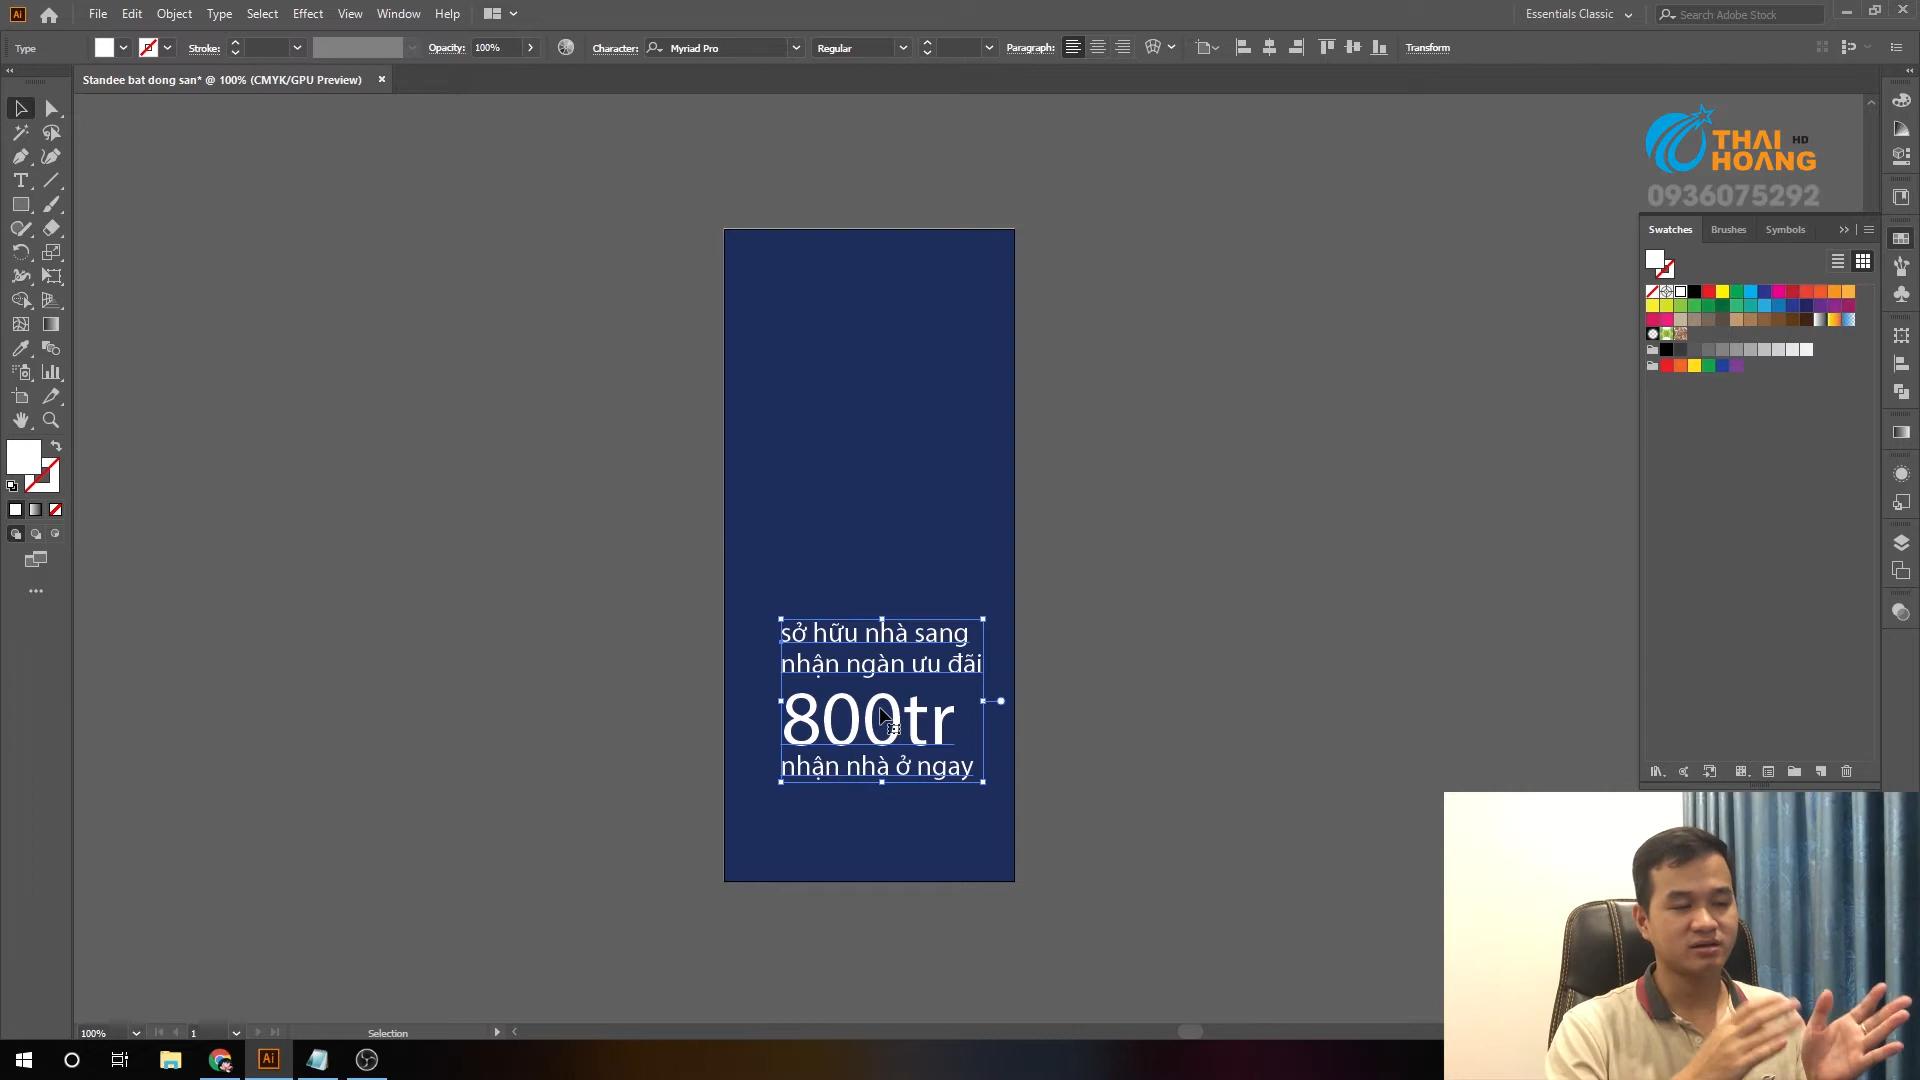 Ai File Edit Object Type Select Effect View Window Help Essentials Classic Search Adobe Stock
Type Stroke: Opacity: 100% Character: Myriad Pro Regular Paragraph: Transform
Standee bat dong san* @ 100% (CMYK/GPU Preview) ×
THAI HD
HOANG
0936075292
Swatches Brushes Symbols
sở hữu nhà sang
nhận ngàn ưu đãi
800tr
nhận nhà ở ngay
100% 1 Selection
Ai